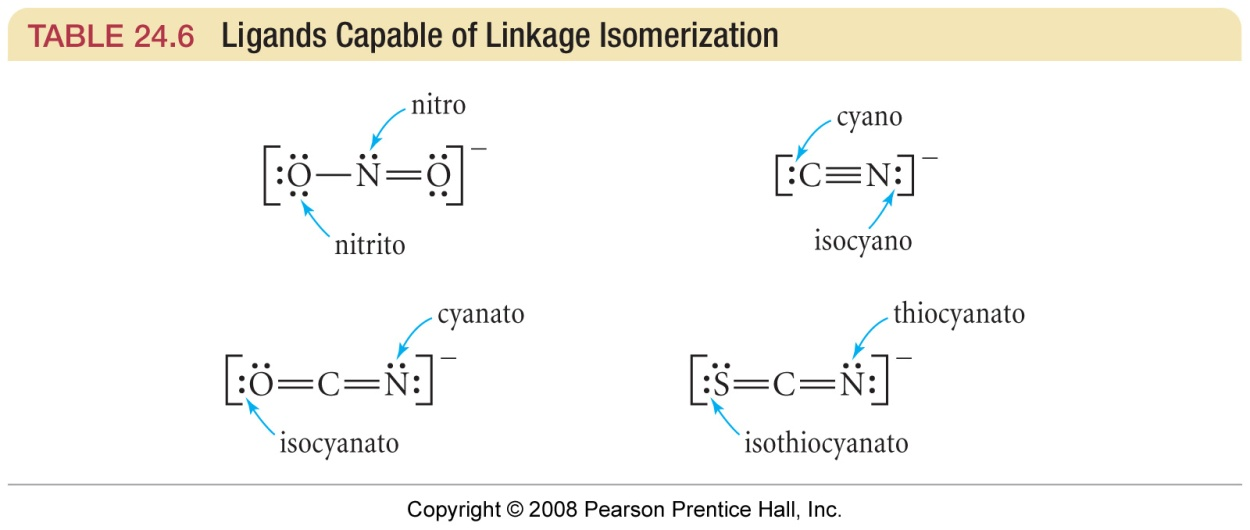 TABLE 24.6 Ligands Capable of Linkage Isomerization
nitro
[:Ö—N̈=Ö]⁻
nitrito
cyano
[:C≡N:]⁻
isocyano
cyanato
[:Ö=C=N̈:]⁻
isocyanato
thiocyanato
[:S̈=C=N̈:]⁻
isothiocyanato
Copyright © 2008 Pearson Prentice Hall, Inc.